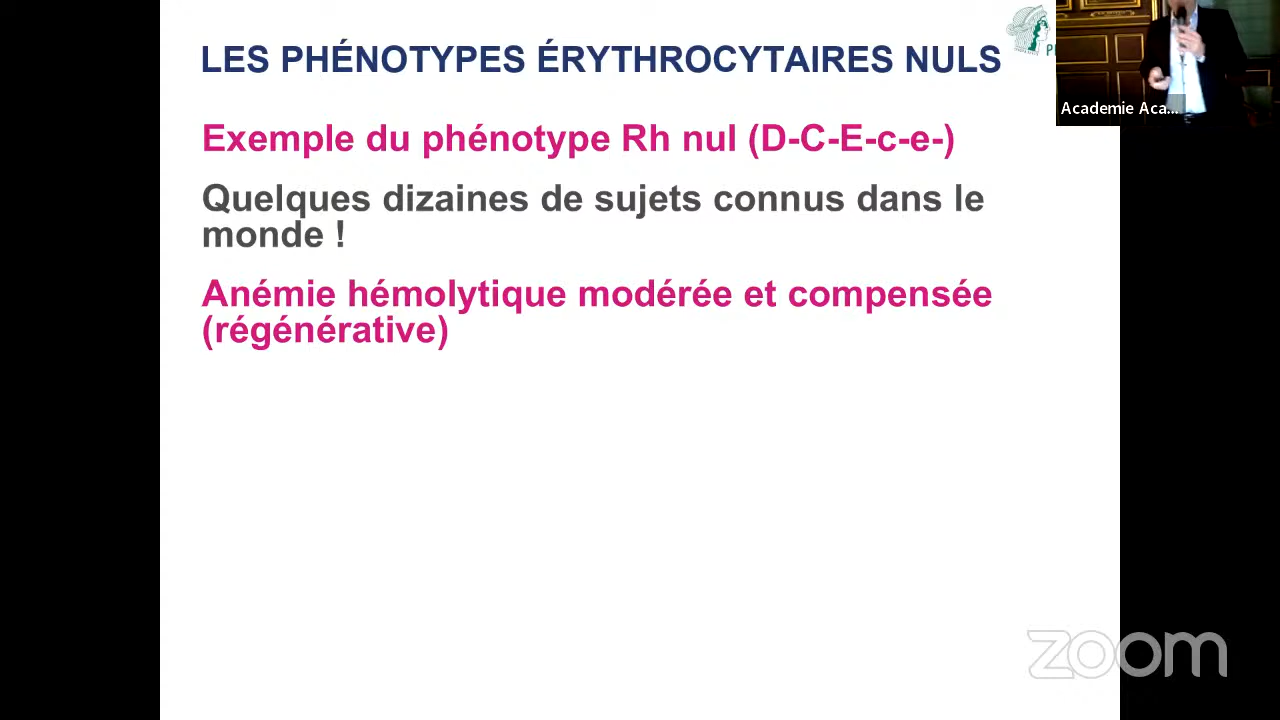 LES PHÉNOTYPES ÉRYTHROCYTAIRES NULS
Exemple du phénotype Rh nul (D-C-E-c-e-)
Quelques dizaines de sujets connus dans le
monde !
Anémie hémolytique modérée et compensée
(régénérative)
Academie Aca...
zoom